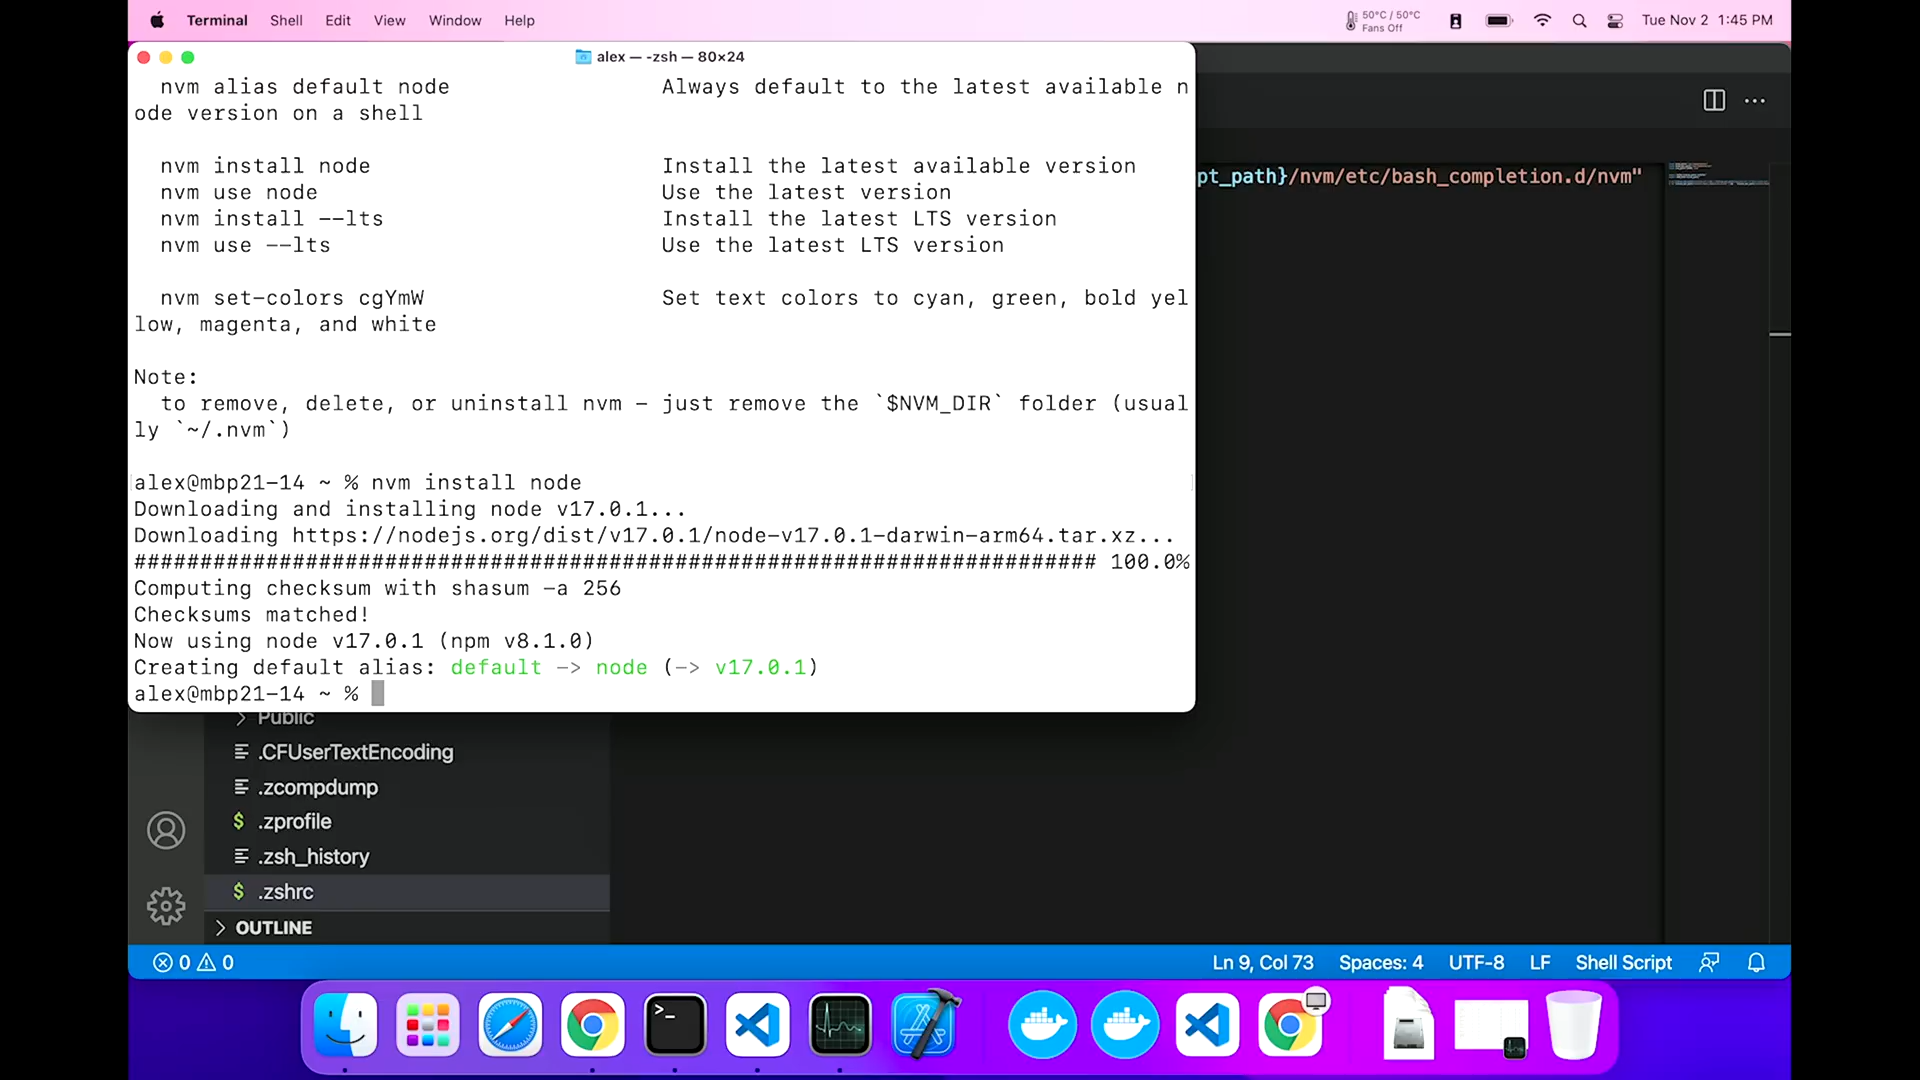 Terminal Shell Edit View Window Help 50°C / 50°C Fans Off Tue Nov 2 1:45 PM
alex — -zsh — 80×24
nvm alias default node Always default to the latest available n
ode version on a shell
nvm install node Install the latest available version
nvm use node Use the latest version
nvm install --lts Install the latest LTS version
nvm use --lts Use the latest LTS version
nvm set-colors cgYmW Set text colors to cyan, green, bold yel
low, magenta, and white
Note:
to remove, delete, or uninstall nvm - just remove the `$NVM_DIR` folder (usual
ly `~/.nvm`)
alex@mbp21-14 ~ % nvm install node
Downloading and installing node v17.0.1...
Downloading https://nodejs.org/dist/v17.0.1/node-v17.0.1-darwin-arm64.tar.xz...
######################################################################### 100.0%
Computing checksum with shasum -a 256
Checksums matched!
Now using node v17.0.1 (npm v8.1.0)
Creating default alias: default -> node (-> v17.0.1)
alex@mbp21-14 ~ %
pt_path}/nvm/etc/bash_completion.d/nvm"
Public
.CFUserTextEncoding
.zcompdump
$ .zprofile
.zsh_history
$ .zshrc
OUTLINE
0 0 Ln 9, Col 73 Spaces: 4 UTF-8 LF Shell Script